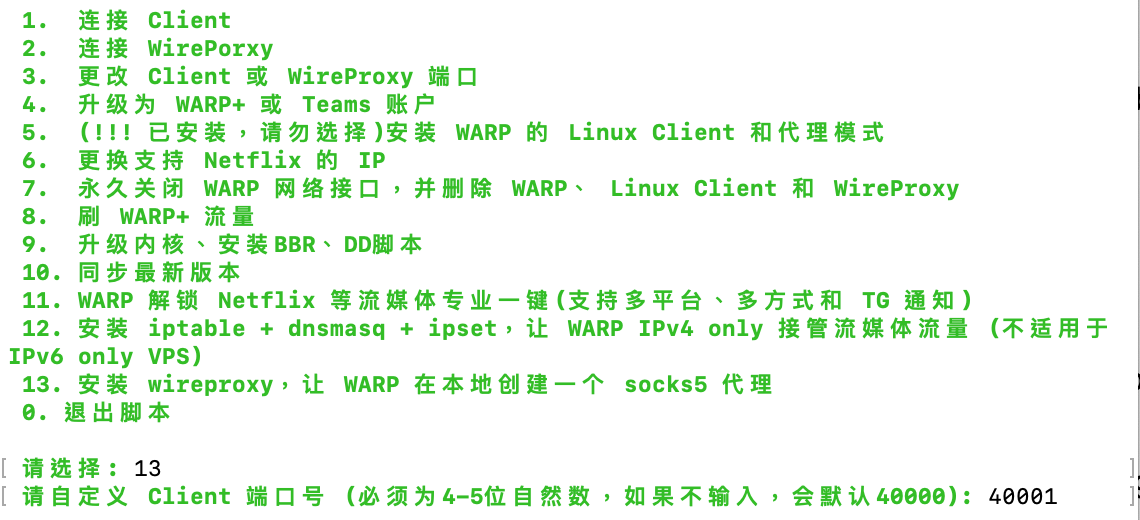 1. 连接 Client
2. 连接 WirePorxy
3. 更改 Client 或 WireProxy 端口
4. 升级为 WARP+ 或 Teams 账户
5. (!!! 已安装，请勿选择)安装 WARP 的 Linux Client 和代理模式
6. 更换支持 Netflix 的 IP
7. 永久关闭 WARP 网络接口，并删除 WARP、 Linux Client 和 WireProxy
8. 刷 WARP+ 流量
9. 升级内核、安装BBR、DD脚本
10. 同步最新版本
11. WARP 解锁 Netflix 等流媒体专业一键(支持多平台、多方式和 TG 通知)
12. 安装 iptable + dnsmasq + ipset，让 WARP IPv4 only 接管流媒体流量 (不适用于
IPv6 only VPS)
13. 安装 wireproxy，让 WARP 在本地创建一个 socks5 代理
0. 退出脚本
[ 请选择: 13 ]
[ 请自定义 Client 端口号 (必须为4-5位自然数，如果不输入，会默认40000): 40001 ]